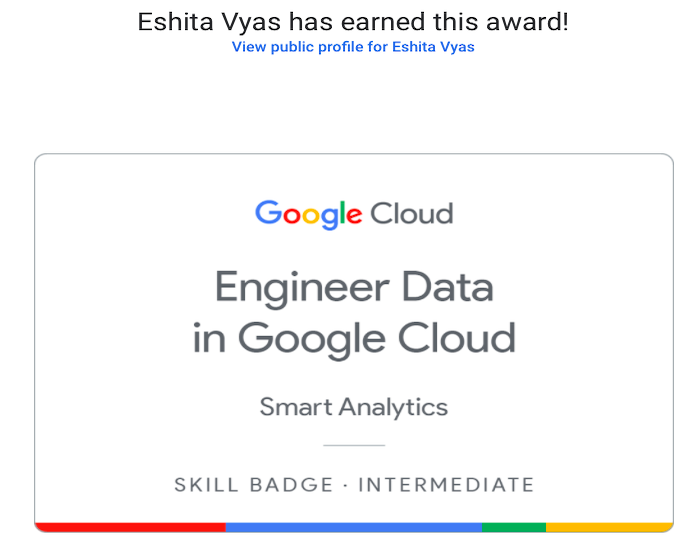 Eshita Vyas has earned this award!
View public profile for Eshita Vyas
Google Cloud
Engineer Data
in Google Cloud
Smart Analytics
SKILL BADGE · INTERMEDIATE